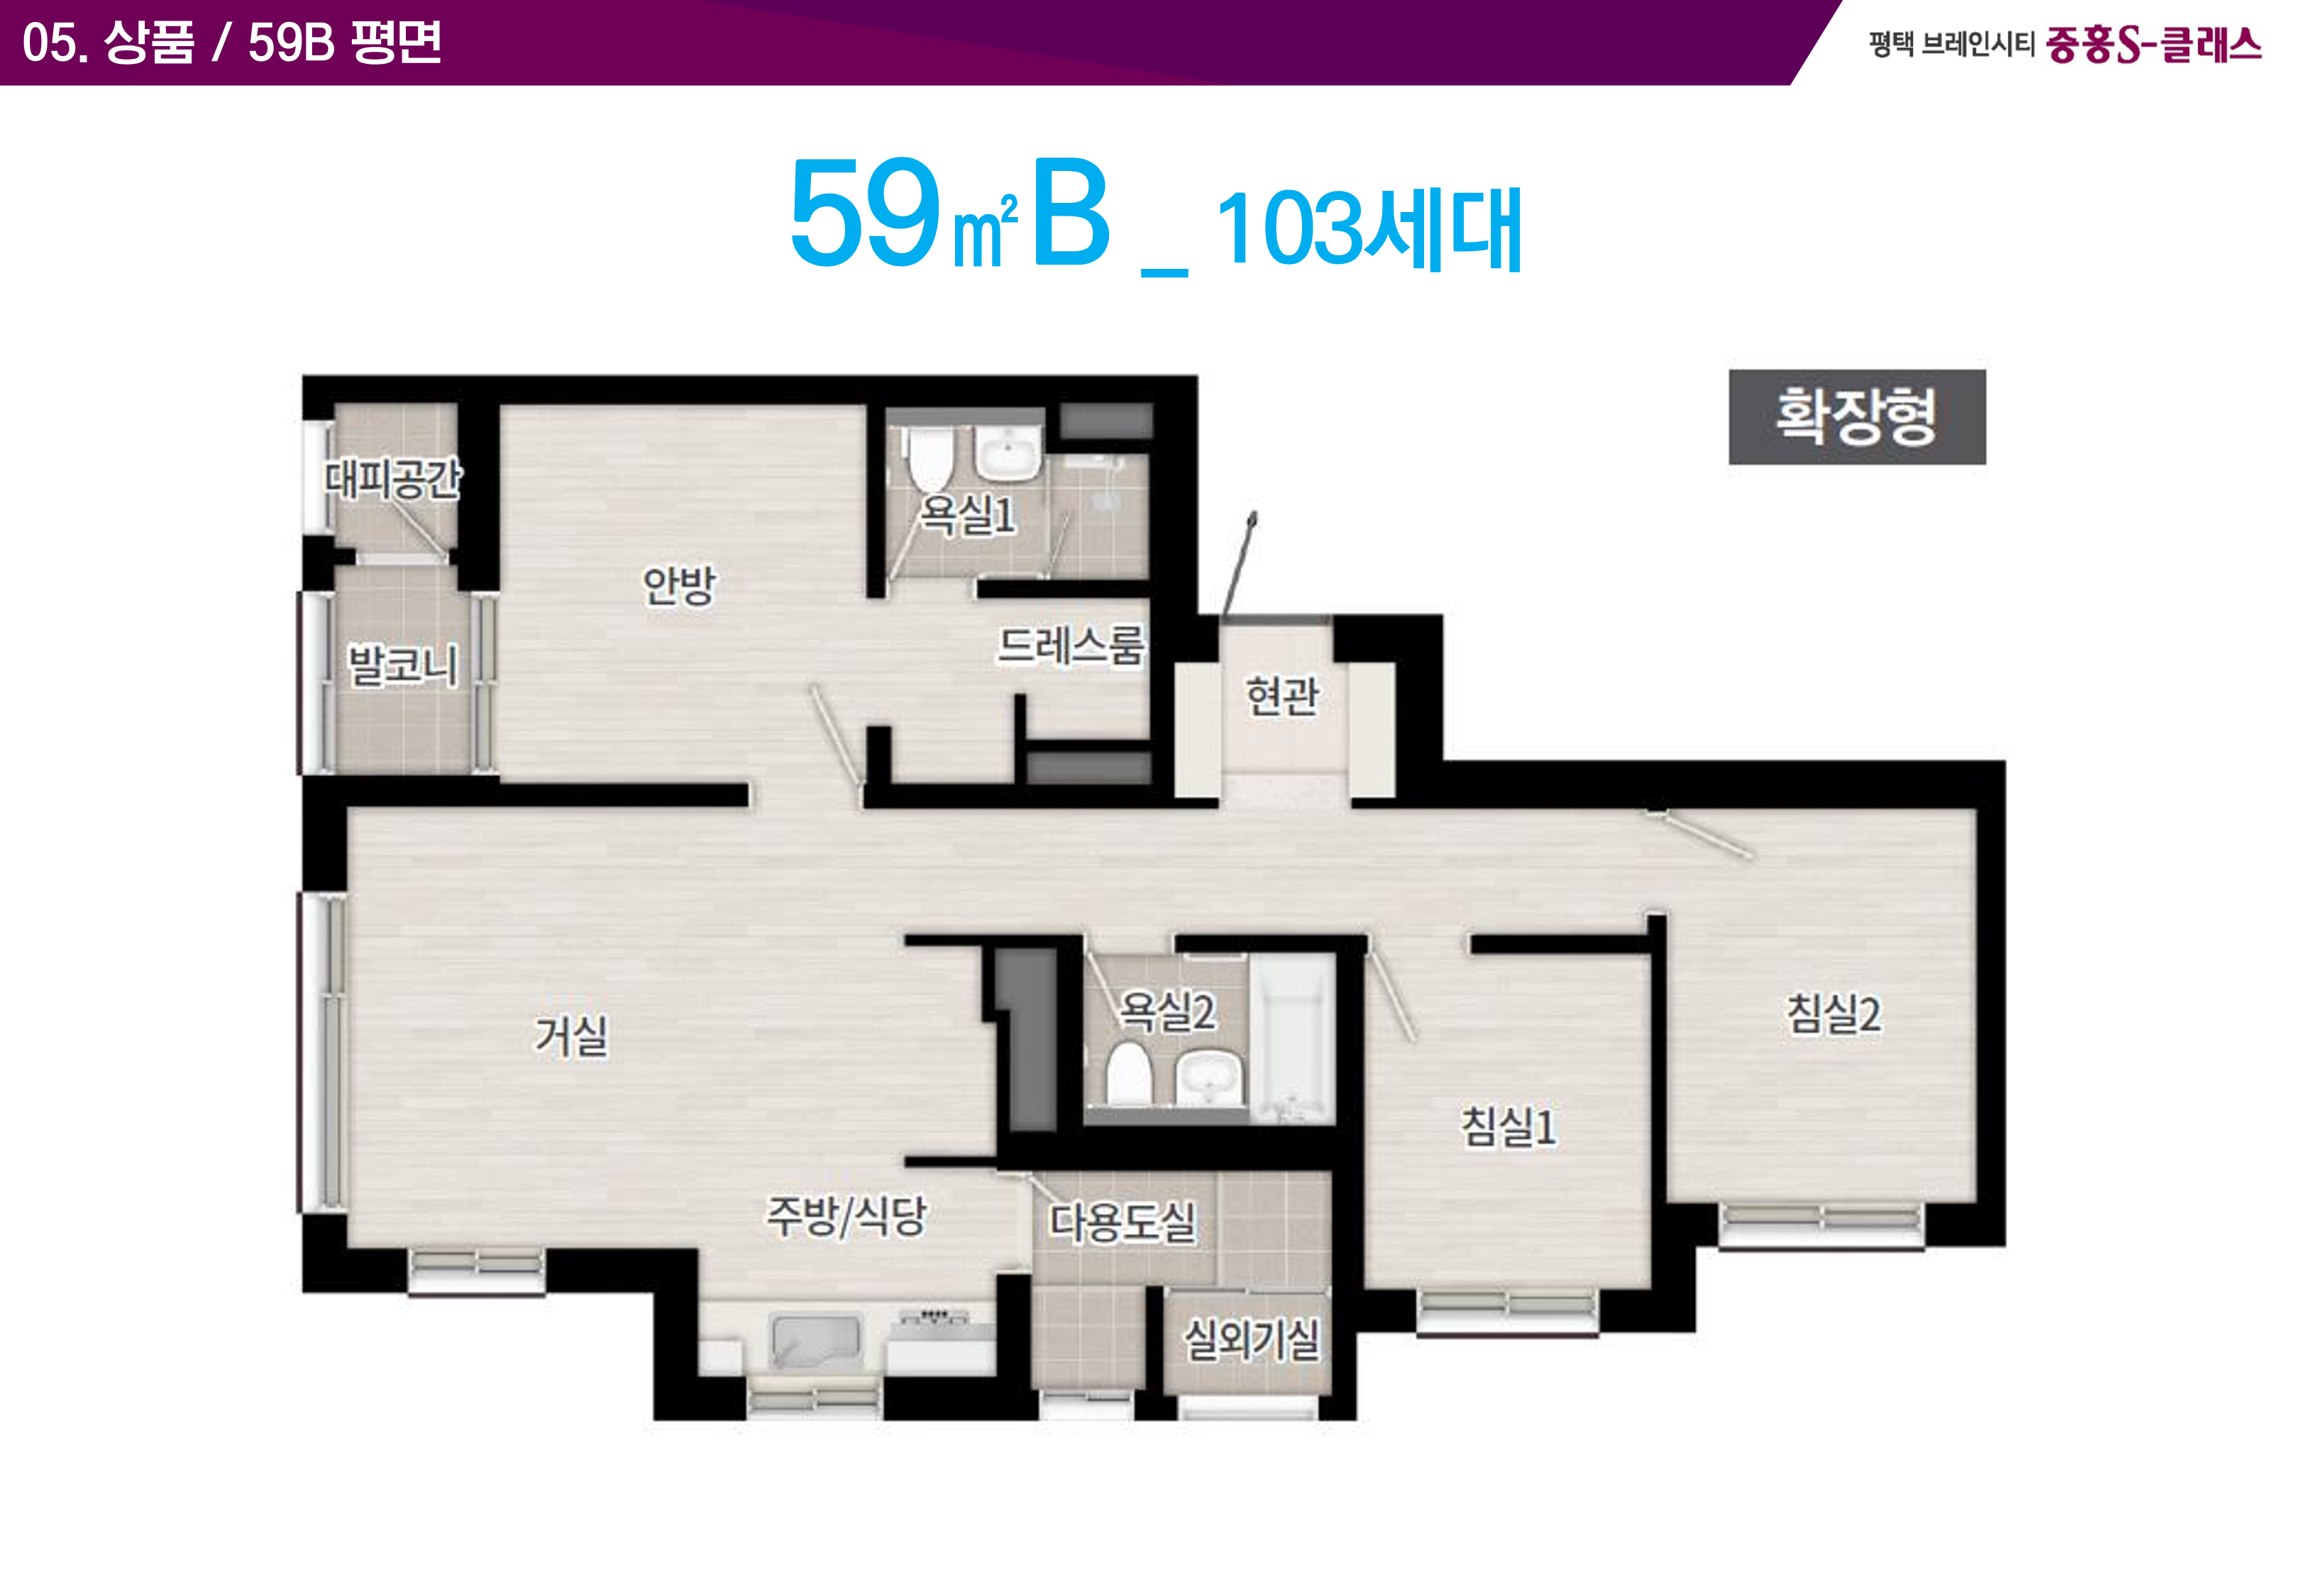 05. 상품 / 59B 평면
평택 브레인시티 중흥S-클래스
59㎡B _ 103세대
확장형
대피공간
욕실1
안방
드레스룸
발코니
현관
욕실2
침실2
거실
침실1
주방/식당
다용도실
실외기실